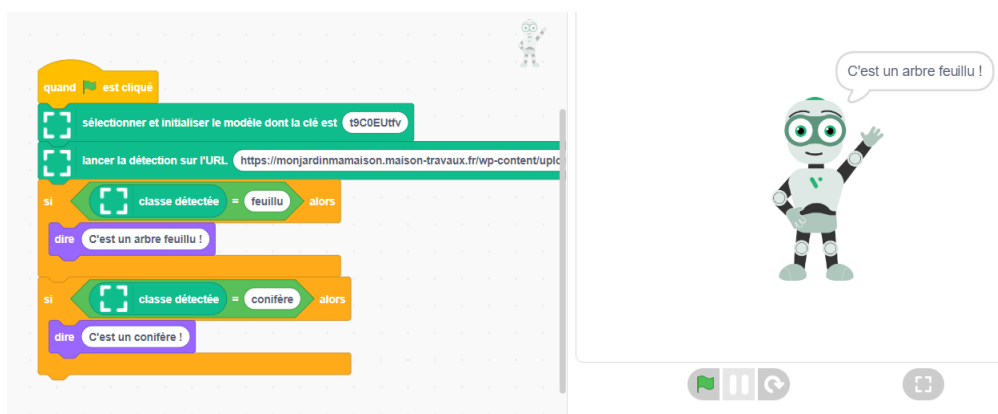 quand est cliqué
sélectionner et initialiser le modèle dont la clé est t9C0EUtfv
lancer la détection sur l'URL https://monjardinmamaison.maison-travaux.fr/wp-content/uplo
si classe détectée = feuillu alors
dire C'est un arbre feuillu !
si classe détectée = conifère alors
dire C'est un conifère !
C'est un arbre feuillu !